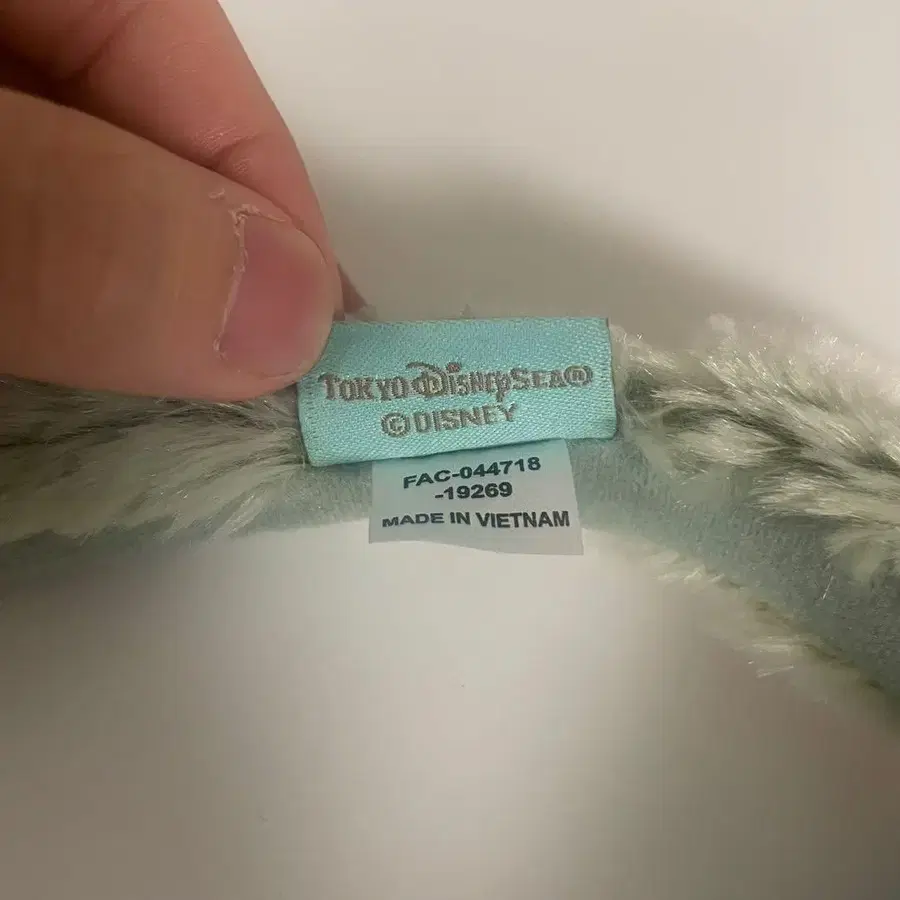 TOKYO DISNEYSEA®
©DISNEY
FAC-044718
-19269
MADE IN VIETNAM